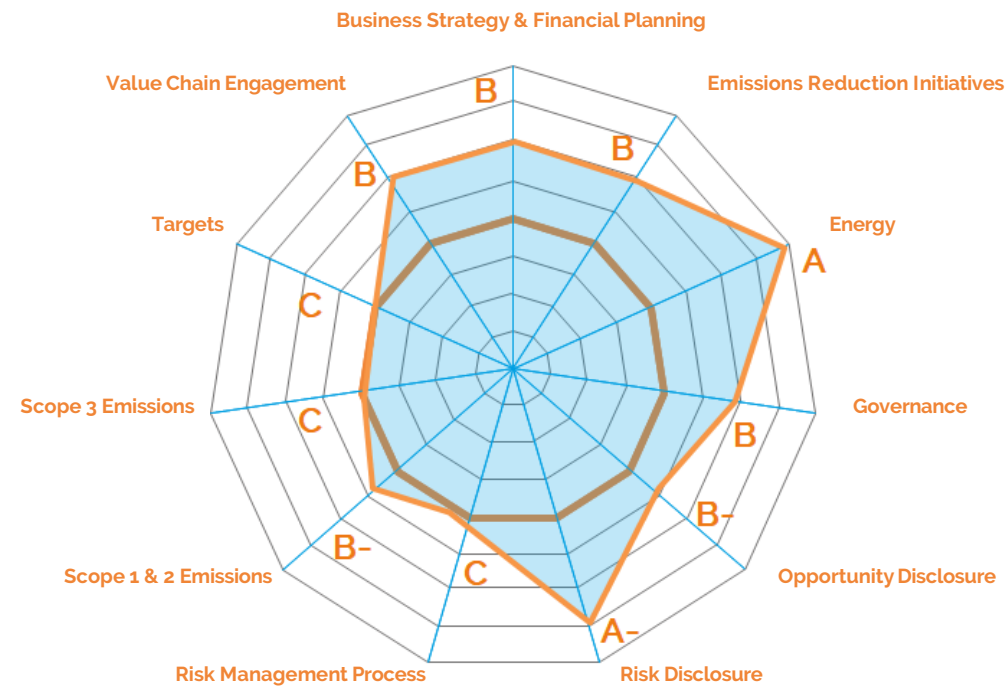 Business Strategy & Financial Planning
Value Chain Engagement
Emissions Reduction Initiatives
B
B
B
Targets
Energy
A
C
Scope 3 Emissions
Governance
C
B
B-
B-
Scope 1 & 2 Emissions
C
Opportunity Disclosure
A-
Risk Management Process
Risk Disclosure